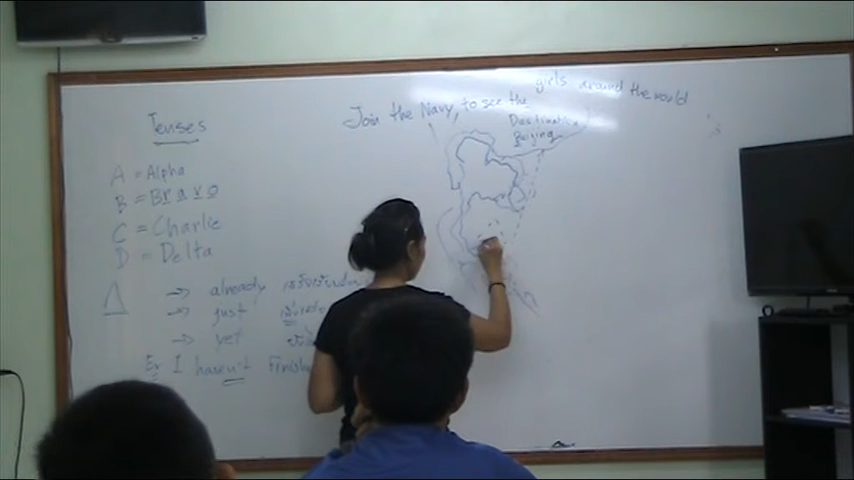 Tenses
A = Alpha
B = Bravo
C = Charlie
D = Delta
→ already
→ just
→ yet
Ex I haven't Finish
Join the Navy, to see the girls around the world
Destination
Beijing